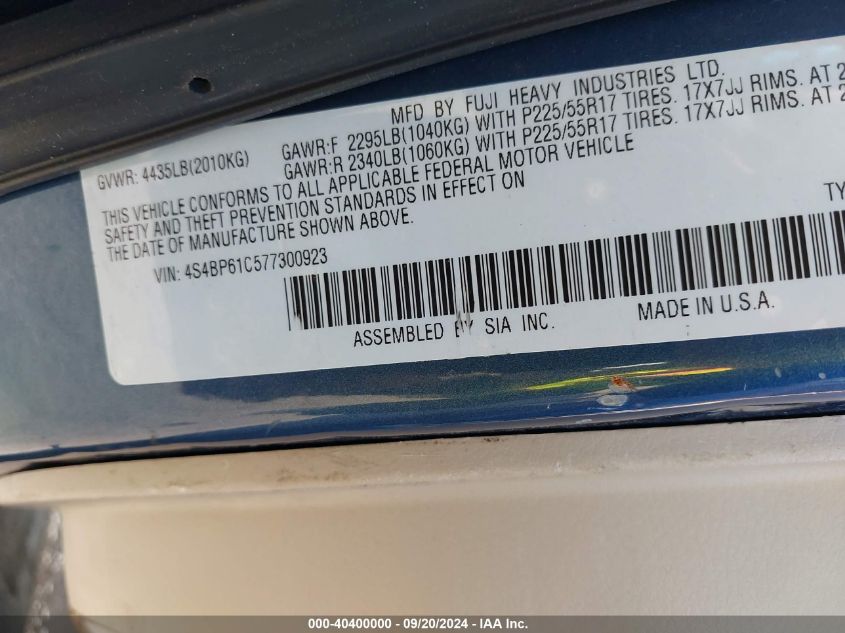 MFD BY FUJI HEAVY INDUSTRIES LTD.
GVWR: 4435LB(2010KG) GAWR:F 2295LB(1040KG) WITH P225/55R17 TIRES. 17X7JJ RIMS. AT 2
GAWR:R 2340LB(1060KG) WITH P225/55R17 TIRES. 17X7JJ RIMS. AT 2
THIS VEHICLE CONFORMS TO ALL APPLICABLE FEDERAL MOTOR VEHICLE
SAFETY AND THEFT PREVENTION STANDARDS IN EFFECT ON
THE DATE OF MANUFACTURE SHOWN ABOVE.
TY
VIN: 4S4BP61C577300923
ASSEMBLED BY SIA INC. MADE IN U.S.A.
000-40400000 - 09/20/2024 - IAA Inc.